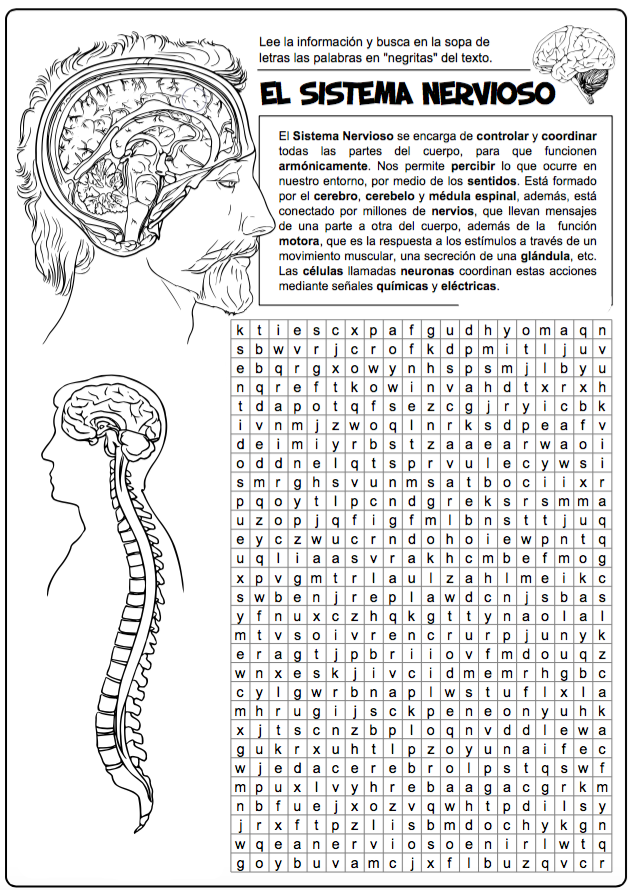 Lee la información y busca en la sopa de
letras las palabras en "negritas" del texto.
EL SISTEMA NERVIOSO
El Sistema Nervioso se encarga de controlar y coordinar
todas las partes del cuerpo, para que funcionen
armónicamente. Nos permite percibir lo que ocurre en
nuestro entorno, por medio de los sentidos. Está formado
por el cerebro, cerebelo y médula espinal, además, está
conectado por millones de nervios, que llevan mensajes
de una parte a otra del cuerpo, además de la función
motora, que es la respuesta a los estímulos a través de un
movimiento muscular, una secreción de una glándula, etc.
Las células llamadas neuronas coordinan estas acciones
mediante señales químicas y eléctricas.
k t i e s c x p a f g u d h y o m a q n
s b w v r j c r o f k d p m i t l j u v
e b q r g x o w y n h s p s m j l b y u
n q r e f t k o w i n v a h d t x r x h
t d a p o t q f s e z c g j r y i c b k
i v n m j z w o q l n r k s d p e a f v
d e i m i y r b s t z a a e a r w a o i
o d d n e l q t s p r v u l e c y w s i
s m r g h s v u n m s a t b o c i i x r
p q o y t l p c n d g r e k s r s m m a
u z o p j q f i g f m l b n s t t j u q
e y c z w u c r n d o h o i e w p n t q
u q l i a a s v r a k h c m b e f m o g
x p v g m t r l a u l z a h l m e i k c
s w b e n j r e p l a w d c n j s b a s
y f n u x c z h q k g t t y n a o l a l
m t v s o i v r e n c r u r p j u n y k
e r a g t j p b r i i o v f m d o u q z
w n x e s k j i v c i d m e m r h g b c
c y l g w r b n a p l w s t u f l x l a
m h r u g i j s c k p e n e o n y u h k
x j t s c n z b p l o q n v d d l e w a
g u k r x u h t l p z o y u n a i f e c
w j e d a c e r e b r o l p s t q s w f
m p u x l v y h r e b a a g a c g r k m
n b f u e j x o z v q w h t p d i l s y
j r x f t p z l i s b m d o c h y k g n
w q e a n e r v i o s o e n i r l w t q
g o y b u v a m c j x f l b u z q v c r